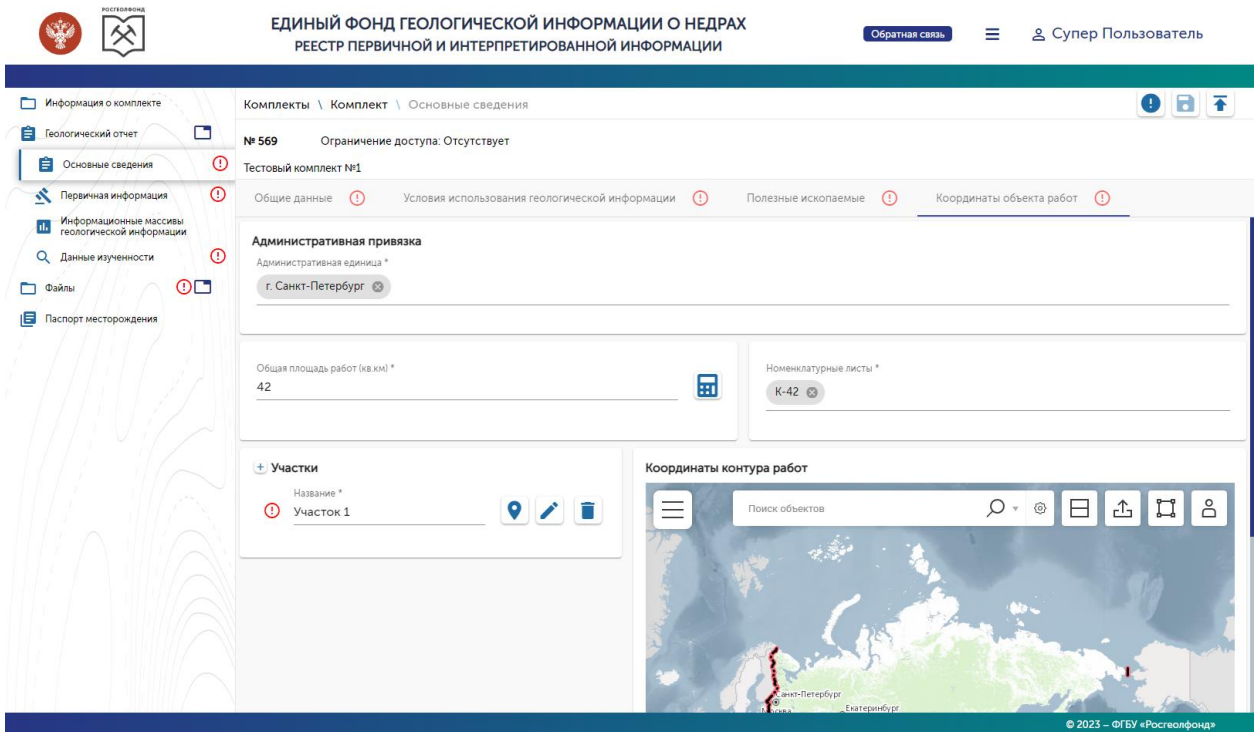 РОСГЕОЛФОНД
ЕДИНЫЙ ФОНД ГЕОЛОГИЧЕСКОЙ ИНФОРМАЦИИ О НЕДРАХ
РЕЕСТР ПЕРВИЧНОЙ И ИНТЕРПРЕТИРОВАННОЙ ИНФОРМАЦИИ
Обратная связь
Супер Пользователь
Информация о комплекте
Геологический отчет
Основные сведения
Первичная информация
Информационные массивы
геологической информации
Данные изученности
Файлы
Паспорт месторождения
Комплекты \ Комплект \ Основные сведения
№ 569 Ограничение доступа: Отсутствует
Тестовый комплект №1
Общие данные Условия использования геологической информации Полезные ископаемые Координаты объекта работ
Административная привязка
Административная единица *
г. Санкт-Петербург
Общая площадь работ (кв.км) *
42
Номенклатурные листы *
К-42
+ Участки
Название *
Участок 1
Координаты контура работ
Поиск объектов
Санкт-Петербург
Москва
Екатеринбург
© 2023 – ФГБУ «Росгеолфонд»